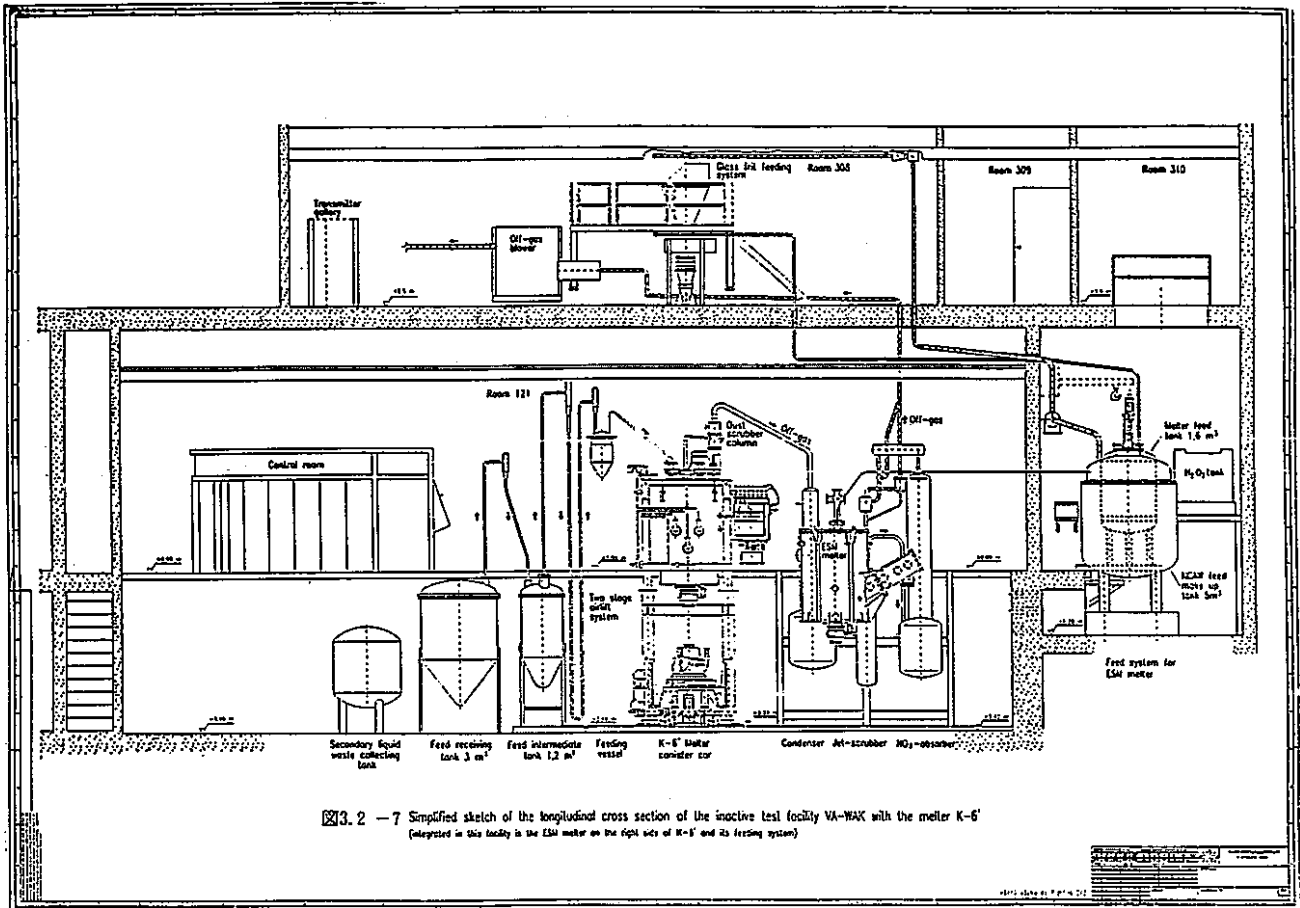 Glass frit feeding
system
Room 308
Room 309
Room 310
Transmitter
gallery
Off-gas
blower
Room 121
Dust
scrubber
column
Off-gas
Off-gas
Melter feed
tank 1,6 m³
H₂O₂ tank
Control room
ESM
melter
Two stage
airlift
system
feed
make up
tank 5m³
Feed system for
ESM melter
Secondary liquid
waste collecting
tank
Feed receiving
tank 3 m³
Feed intermediate
tank 1,2 m³
Feeding
vessel
K-6' Melter
canister car
Condenser
Jet-scrubber
NO₂-absorber
図3.2-7 Simplified sketch of the longitudinal cross section of the inactive test facility VA-WAK with the melter K-6'
(integrated in this facility is the ESM melter on the right side of K-6' and its feeding system)